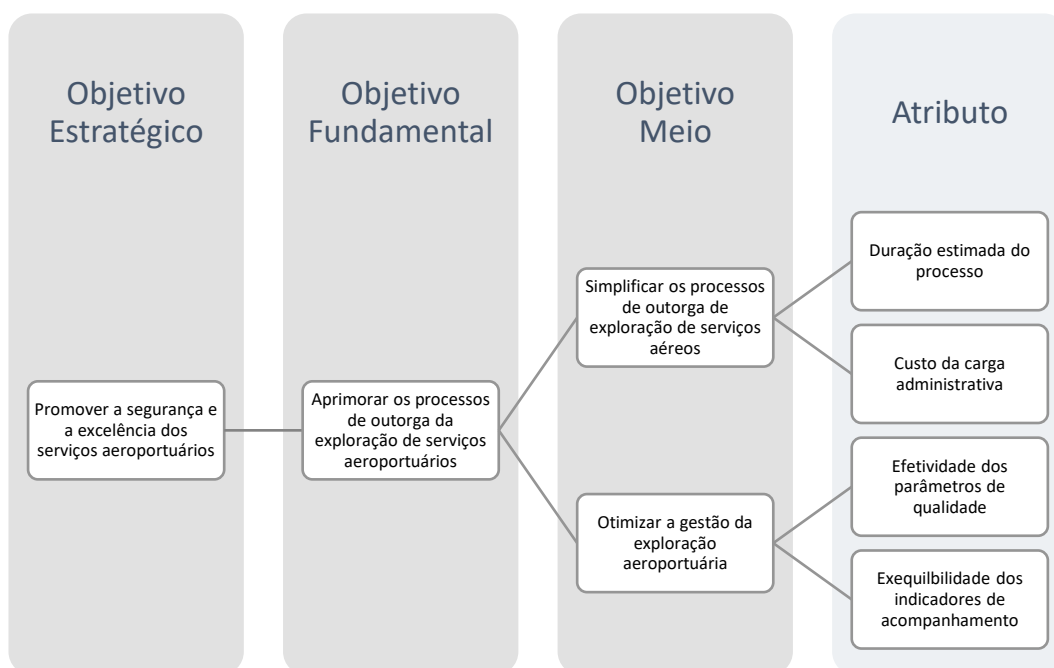 Objetivo
Estratégico
Objetivo
Fundamental
Objetivo
Meio
Atributo
Promover a segurança e
a excelência dos
serviços aeroportuários
Aprimorar os processos
de outorga da
exploração de serviços
aeroportuários
Simplificar os processos
de outorga de
exploração de serviços
aéreos
Otimizar a gestão da
exploração
aeroportuária
Duração estimada do
processo
Custo da carga
administrativa
Efetividade dos
parâmetros de
qualidade
Exequilbilidade dos
indicadores de
acompanhamento